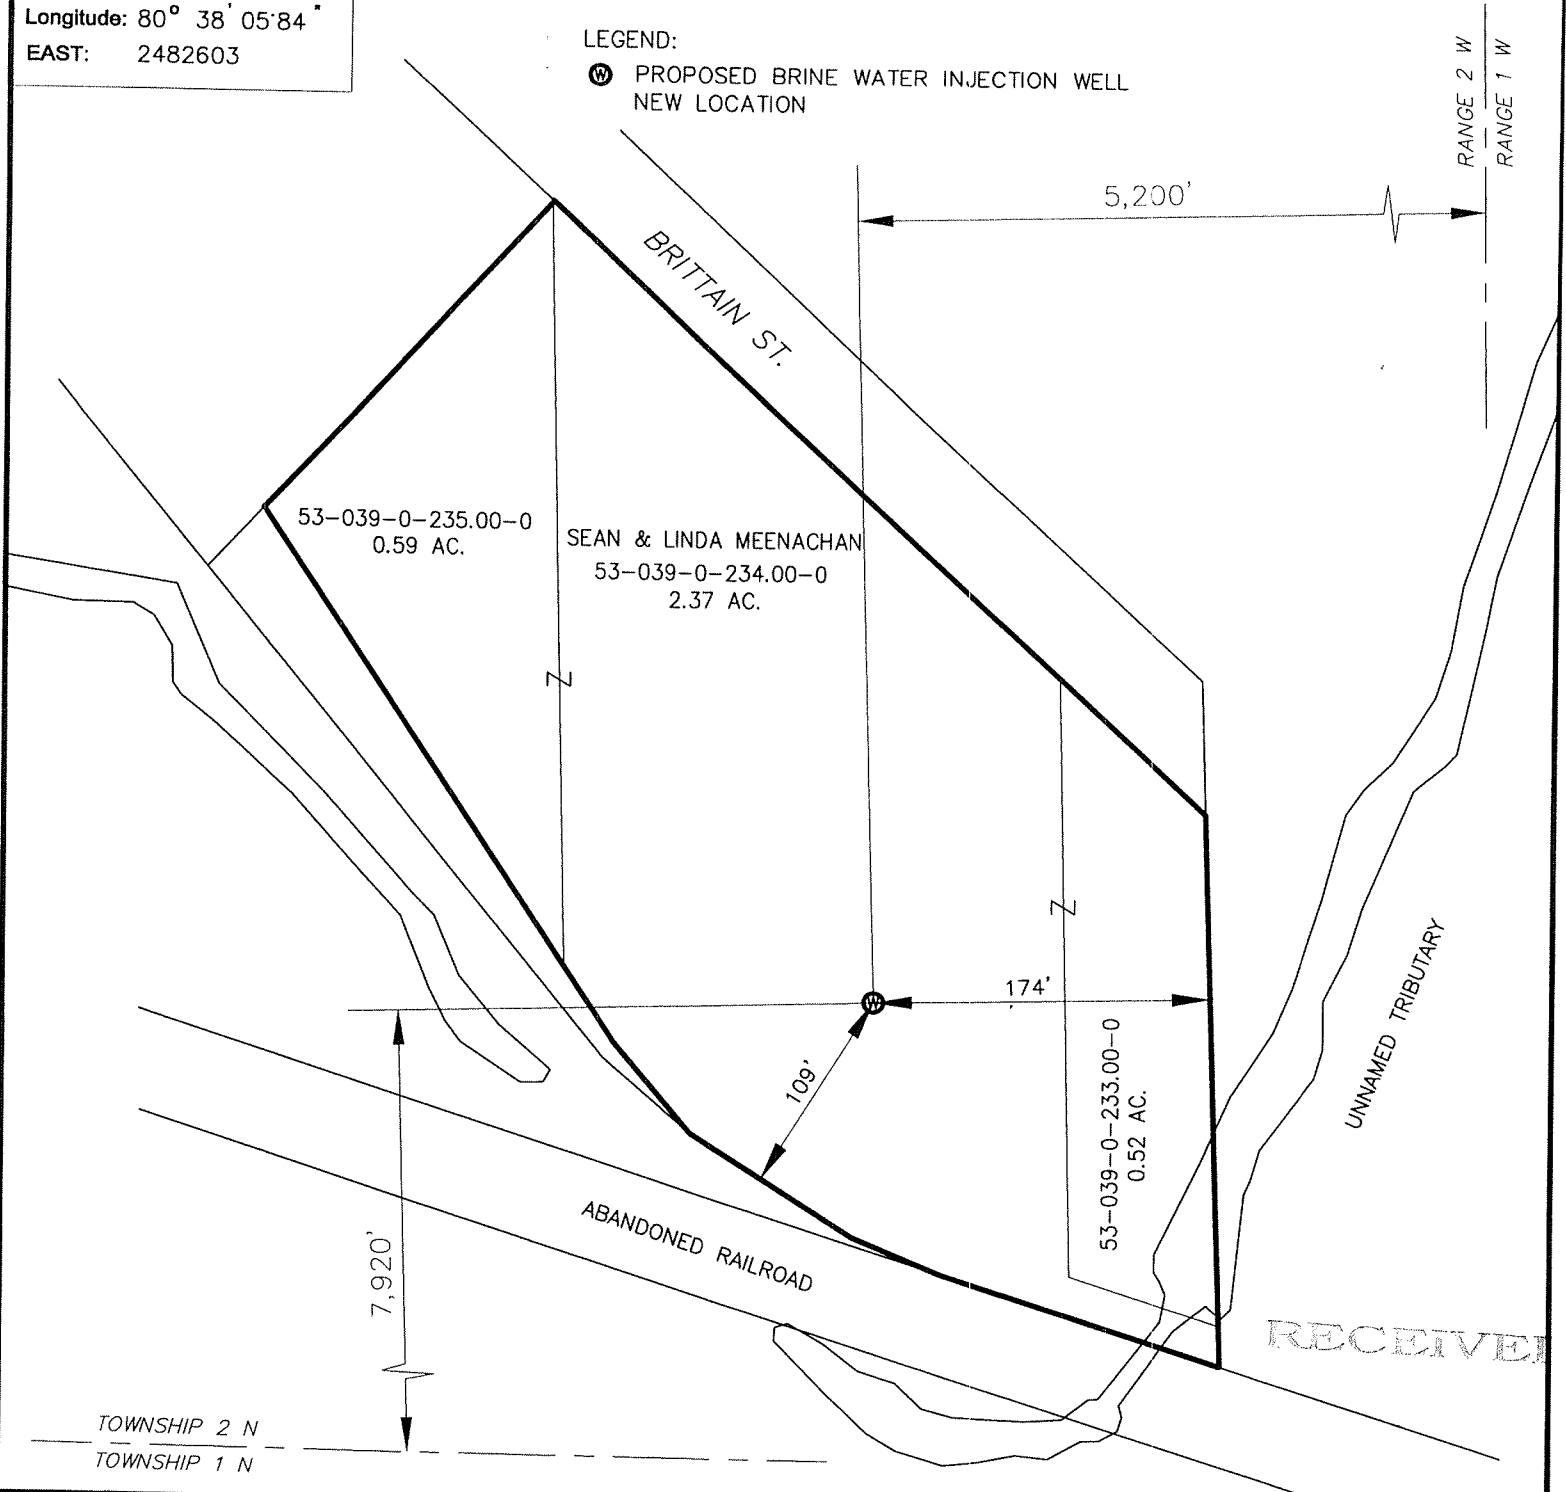 Longitude: 80° 38' 05.84"
EAST: 2482603
LEGEND:
W PROPOSED BRINE WATER INJECTION WELL
NEW LOCATION
RANGE 2 W
RANGE 1 W
5,200'
BRITTAIN ST.
53-039-0-235.00-0
0.59 AC.
SEAN & LINDA MEENACHAN
53-039-0-234.00-0
2.37 AC.
Z
Z
W
174'
109'
53-039-0-233.00-0
0.52 AC.
UNNAMED TRIBUTARY
7,920'
ABANDONED RAILROAD
RECEIVE
TOWNSHIP 2 N
TOWNSHIP 1 N